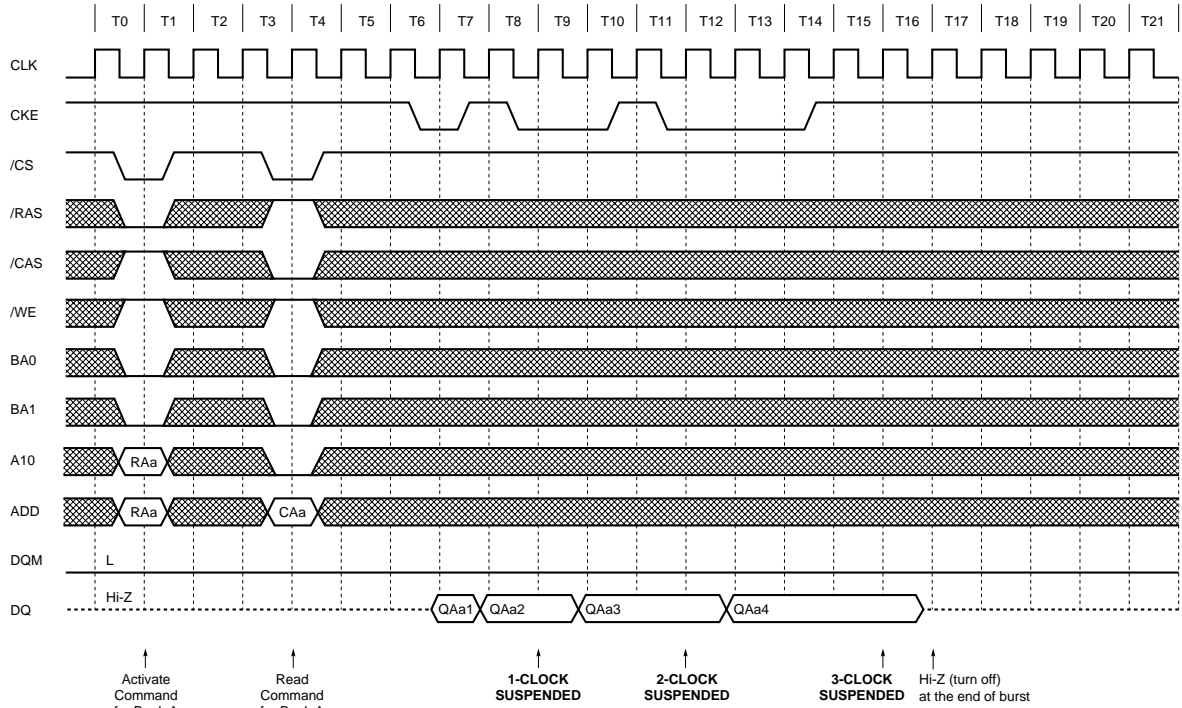 T0 T1 T2 T3 T4 T5 T6 T7 T8 T9 T10 T11 T12 T13 T14 T15 T16 T17 T18 T19 T20 T21
CLK
CKE
/CS
/RAS
/CAS
/WE
BA0
BA1
A10 RAa
ADD RAa CAa
DQM L
DQ Hi-Z QAa1 QAa2 QAa3 QAa4
Activate
Command
Read
Command
1-CLOCK
SUSPENDED
2-CLOCK
SUSPENDED
3-CLOCK
SUSPENDED
Hi-Z (turn off)
at the end of burst